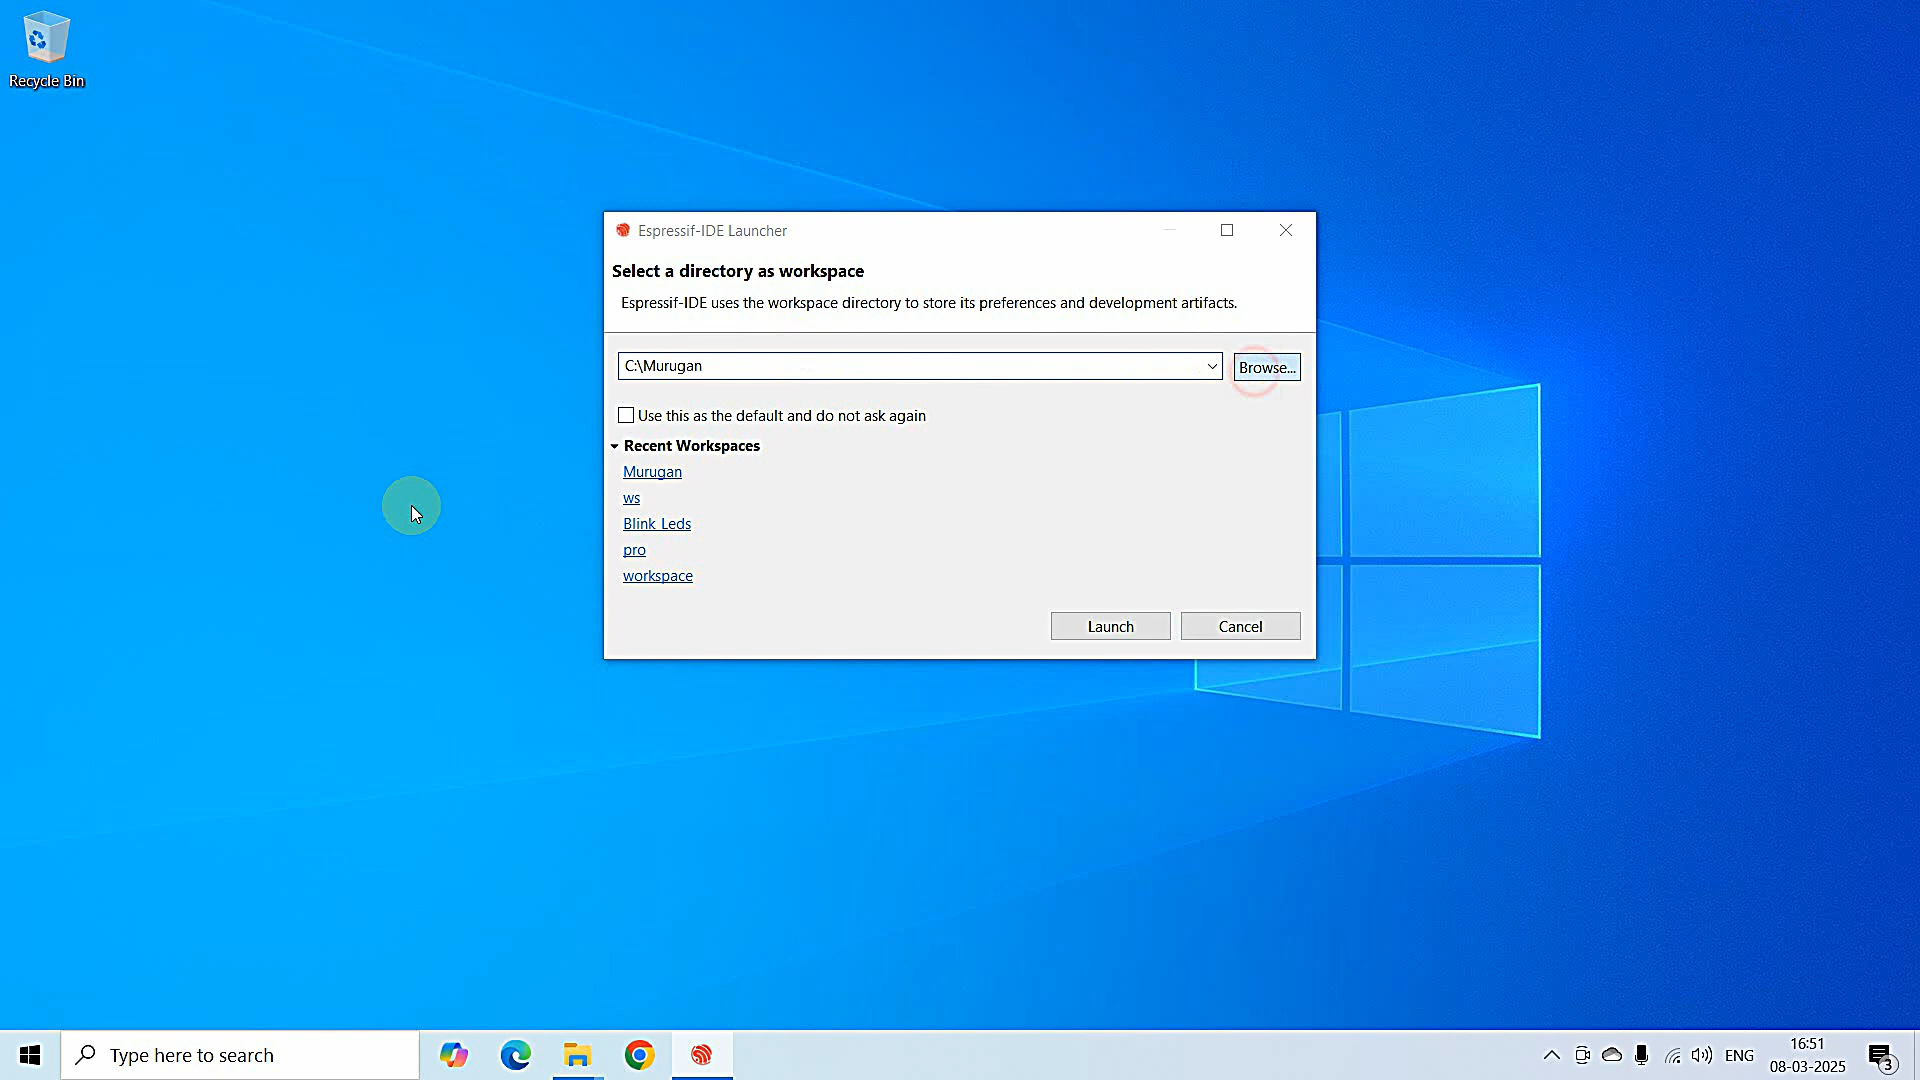 Recycle Bin
Espressif-IDE Launcher
Select a directory as workspace
Espressif-IDE uses the workspace directory to store its preferences and development artifacts.
C:\Murugan
Browse...
Use this as the default and do not ask again
Recent Workspaces
Murugan
ws
Blink Leds
pro
workspace
Launch
Cancel
Type here to search
ENG
16:51
08-03-2025
3